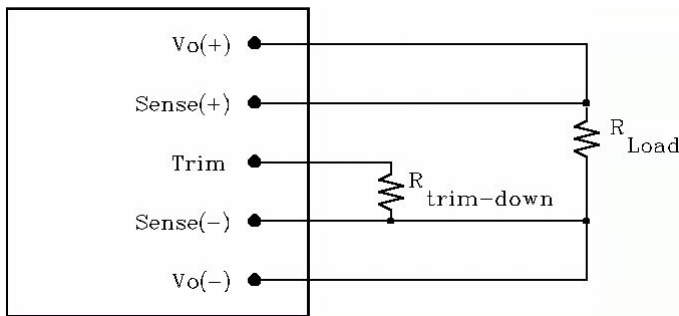 Vo(+)
Sense(+)
R
Load
Trim
R
trim-down
Sense(-)
Vo(-)